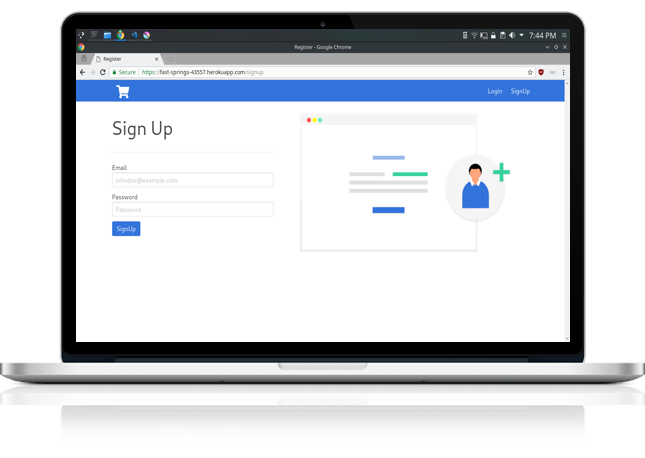 7:44 PM
Register - Google Chrome
Register
Secure
https://fast-springs-43557.herokuapp.com/signup
Login SignUp
Sign Up
Email
johndoe@example.com
Password
Password
SignUp